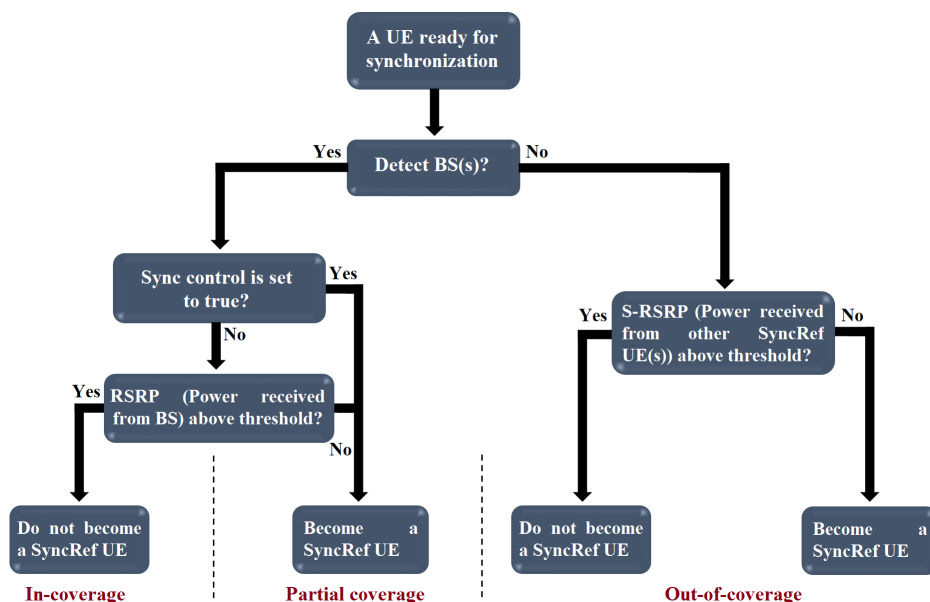 A UE ready for
synchronization
Yes
No
Detect BS(s)?
Sync control is set
to true?
Yes
No
S-RSRP (Power received
from other SyncRef
UE(s)) above threshold?
Yes
No
RSRP (Power received
from BS) above threshold?
Yes
No
Do not become
a SyncRef UE
Become a
SyncRef UE
Do not become
a SyncRef UE
Become a
SyncRef UE
In-coverage
Partial coverage
Out-of-coverage